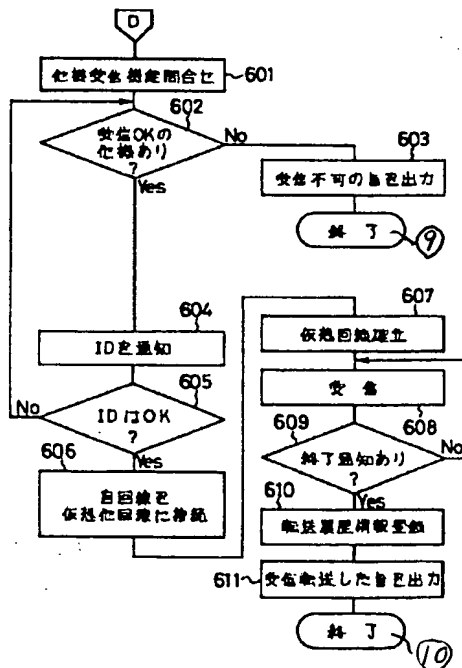 D
他機受信機能問合せ
601
602
受信OKの
他機あり
?
No
Yes
603
受信不可の旨を出力
終了
⑨
604
IDを通知
605
IDはOK
?
No
Yes
606
自回線を
仮想他回線に接続
607
仮想回線確立
受信
608
609
終了通知あり
?
No
Yes
610
転送履歴情報登録
611
受信転送した旨を出力
終了
⑩